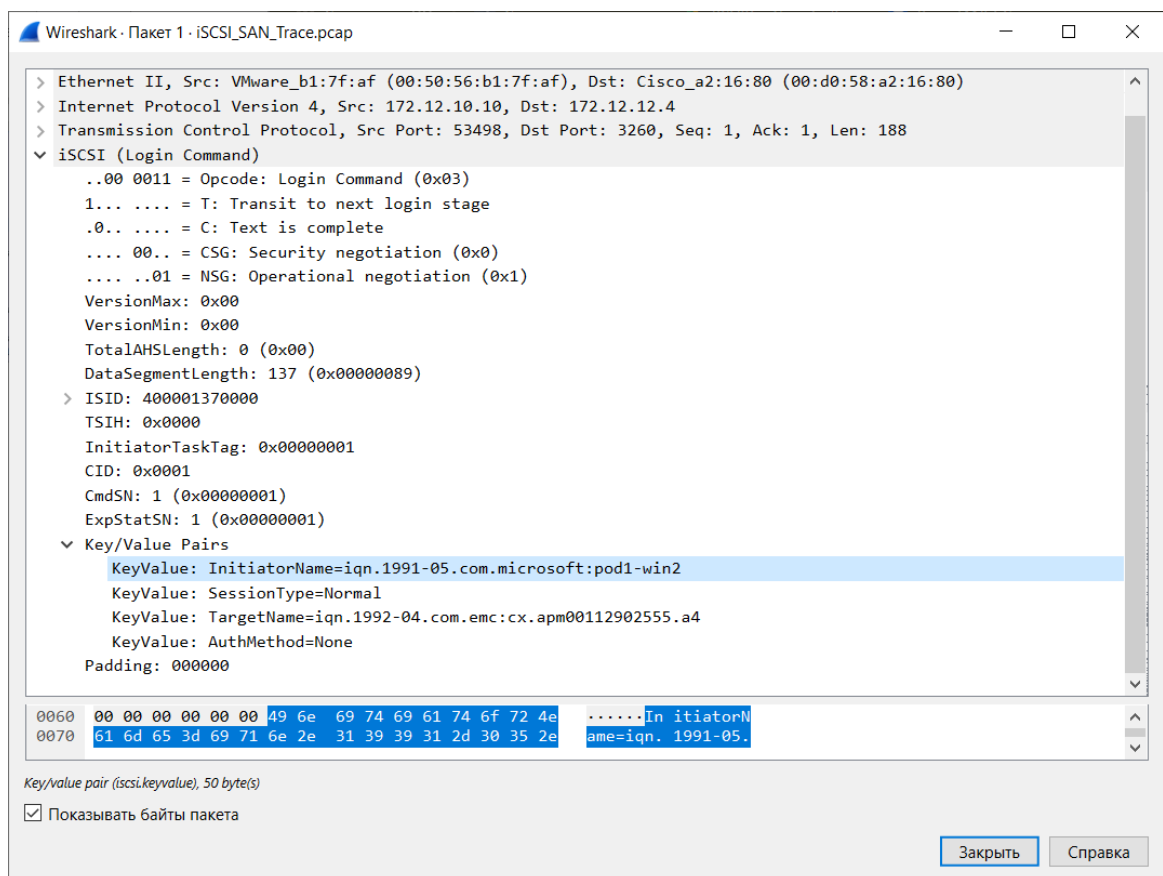 Wireshark · Пакет 1 · iSCSI_SAN_Trace.pcap
Ethernet II, Src: VMware_b1:7f:af (00:50:56:b1:7f:af), Dst: Cisco_a2:16:80 (00:d0:58:a2:16:80)
Internet Protocol Version 4, Src: 172.12.10.10, Dst: 172.12.12.4
Transmission Control Protocol, Src Port: 53498, Dst Port: 3260, Seq: 1, Ack: 1, Len: 188
iSCSI (Login Command)
..00 0011 = Opcode: Login Command (0x03)
1... .... = T: Transit to next login stage
.0.. .... = C: Text is complete
.... 00.. = CSG: Security negotiation (0x0)
.... ..01 = NSG: Operational negotiation (0x1)
VersionMax: 0x00
VersionMin: 0x00
TotalAHSLength: 0 (0x00)
DataSegmentLength: 137 (0x00000089)
ISID: 400001370000
TSIH: 0x0000
InitiatorTaskTag: 0x00000001
CID: 0x0001
CmdSN: 1 (0x00000001)
ExpStatSN: 1 (0x00000001)
Key/Value Pairs
KeyValue: InitiatorName=iqn.1991-05.com.microsoft:pod1-win2
KeyValue: SessionType=Normal
KeyValue: TargetName=iqn.1992-04.com.emc:cx.apm00112902555.a4
KeyValue: AuthMethod=None
Padding: 000000
0060 00 00 00 00 00 00 49 6e 69 74 69 61 74 6f 72 4e ······In itiatorN
0070 61 6d 65 3d 69 71 6e 2e 31 39 39 31 2d 30 35 2e ame=iqn. 1991-05.
Key/value pair (iscsi.keyvalue), 50 byte(s)
Показывать байты пакета
Закрыть Справка